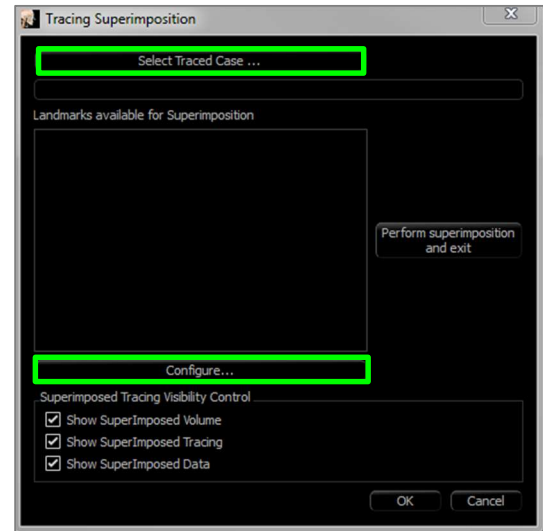 Tracing Superimposition
Select Traced Case ...
Landmarks available for Superimposition
Perform superimposition
and exit
Configure...
Superimposed Tracing Visibility Control
Show SuperImposed Volume
Show SuperImposed Tracing
Show SuperImposed Data
OK
Cancel